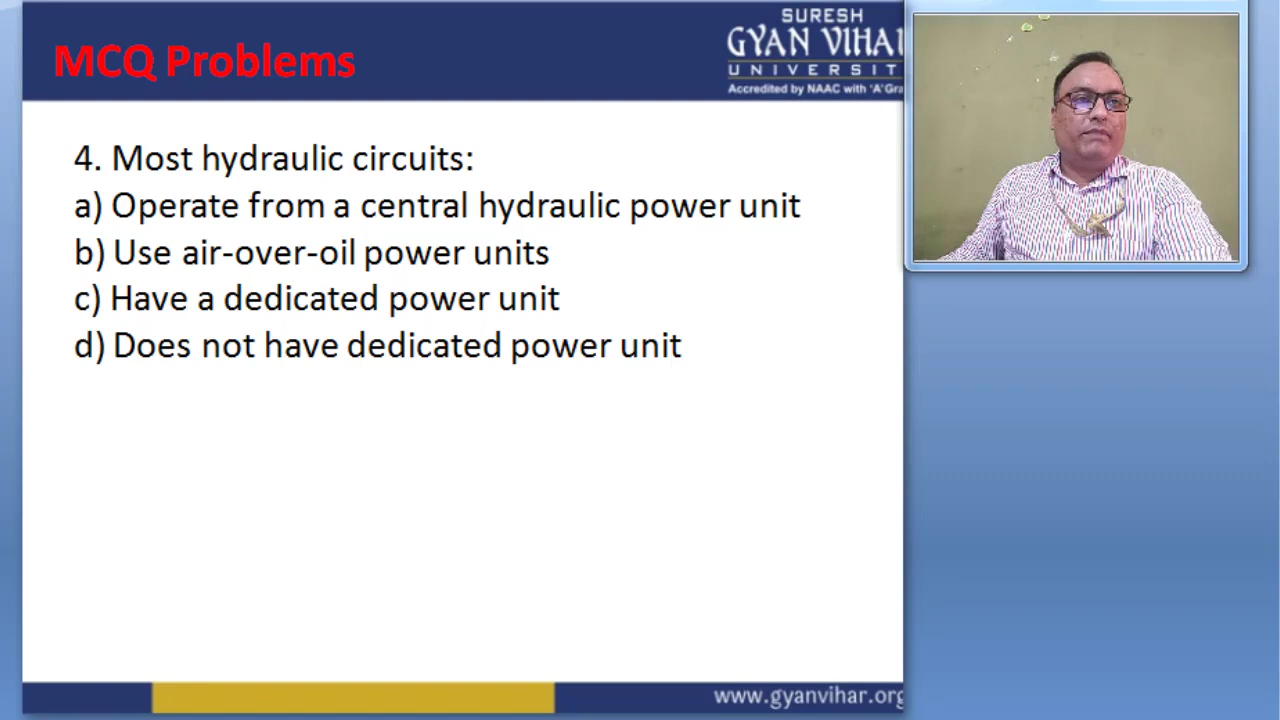 MCQ Problems
SURESH
GYAN VIHAR
UNIVERSIT
Accredited by NAAC with 'A'Gra
4. Most hydraulic circuits:
a) Operate from a central hydraulic power unit
b) Use air-over-oil power units
c) Have a dedicated power unit
d) Does not have dedicated power unit
www.gyanvihar.org